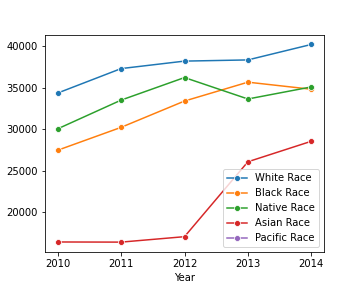 40000
35000
30000
25000
20000
White Race
Black Race
Native Race
Asian Race
Pacific Race
2010 2011 2012 2013 2014
Year